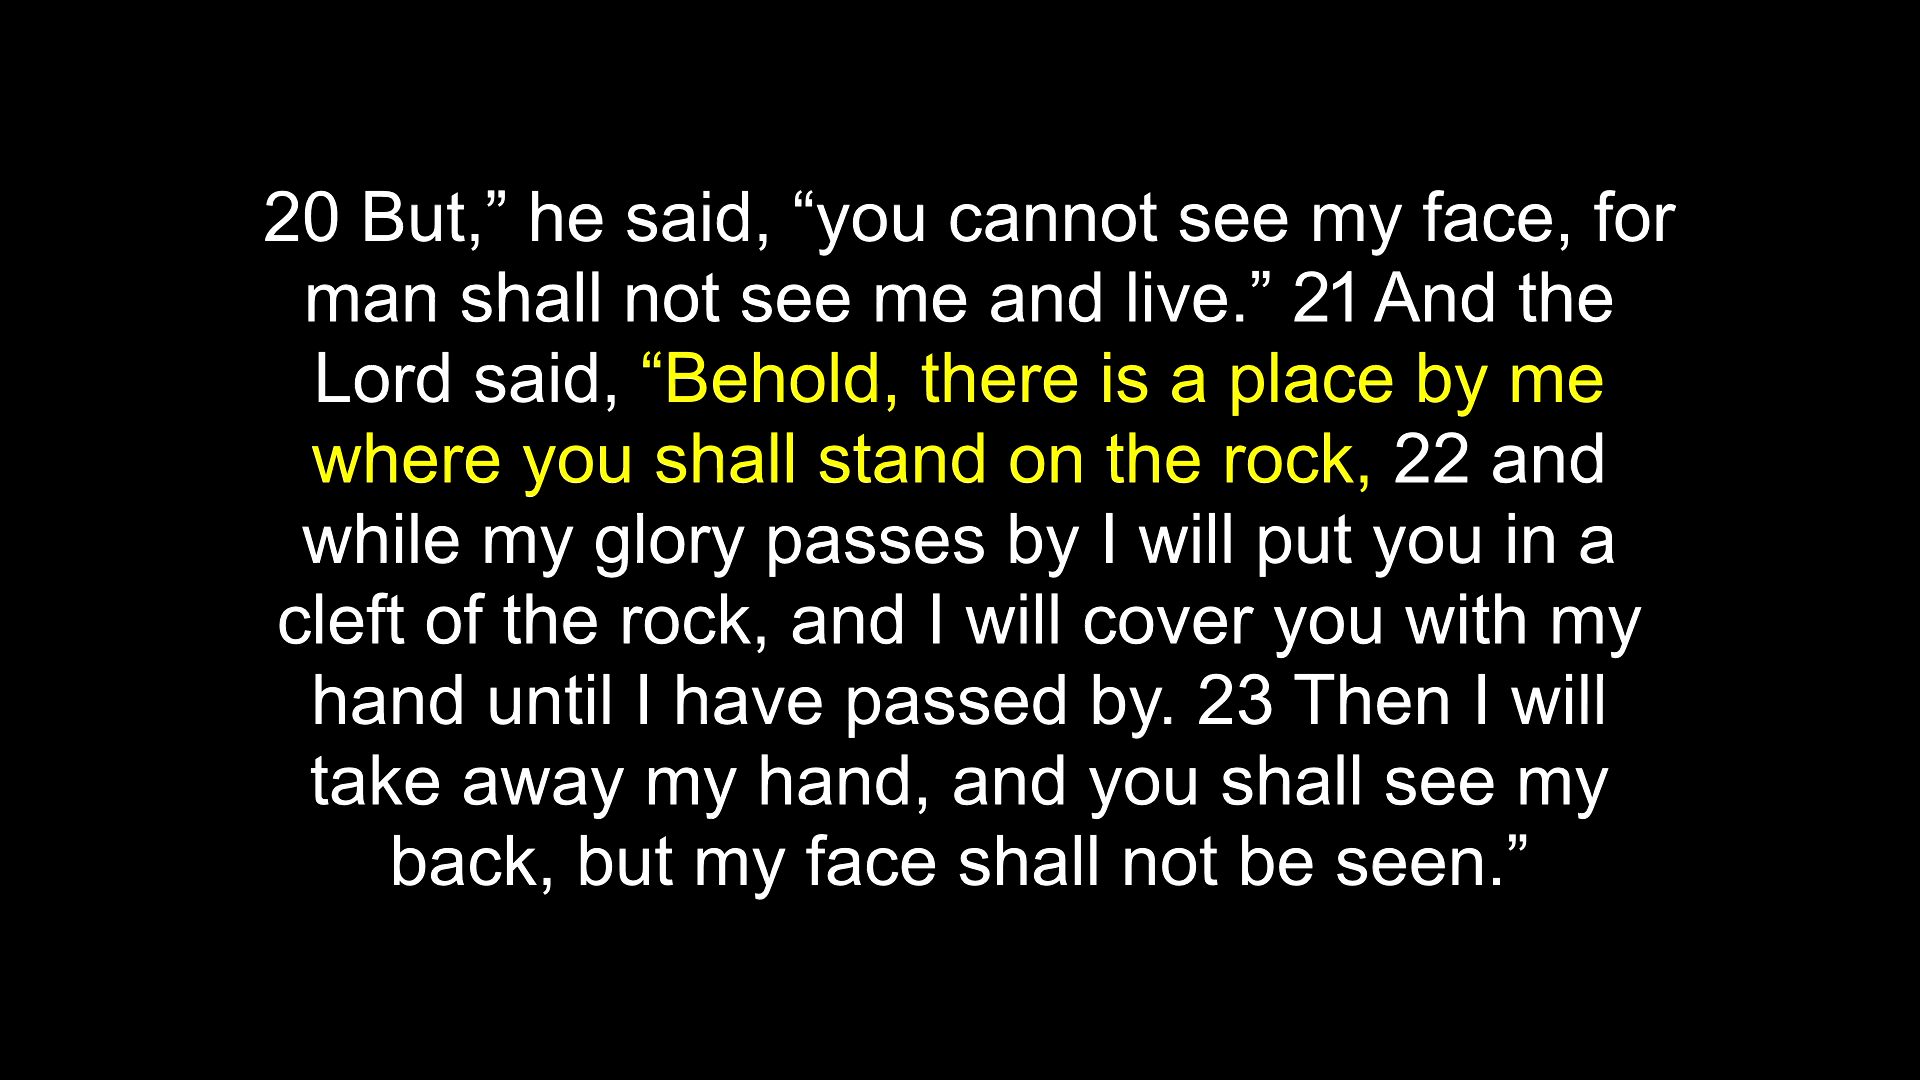 20 But,” he said, “you cannot see my face, for
man shall not see me and live.” 21 And the
Lord said, “Behold, there is a place by me
where you shall stand on the rock, 22 and
while my glory passes by I will put you in a
cleft of the rock, and I will cover you with my
hand until I have passed by. 23 Then I will
take away my hand, and you shall see my
back, but my face shall not be seen.”